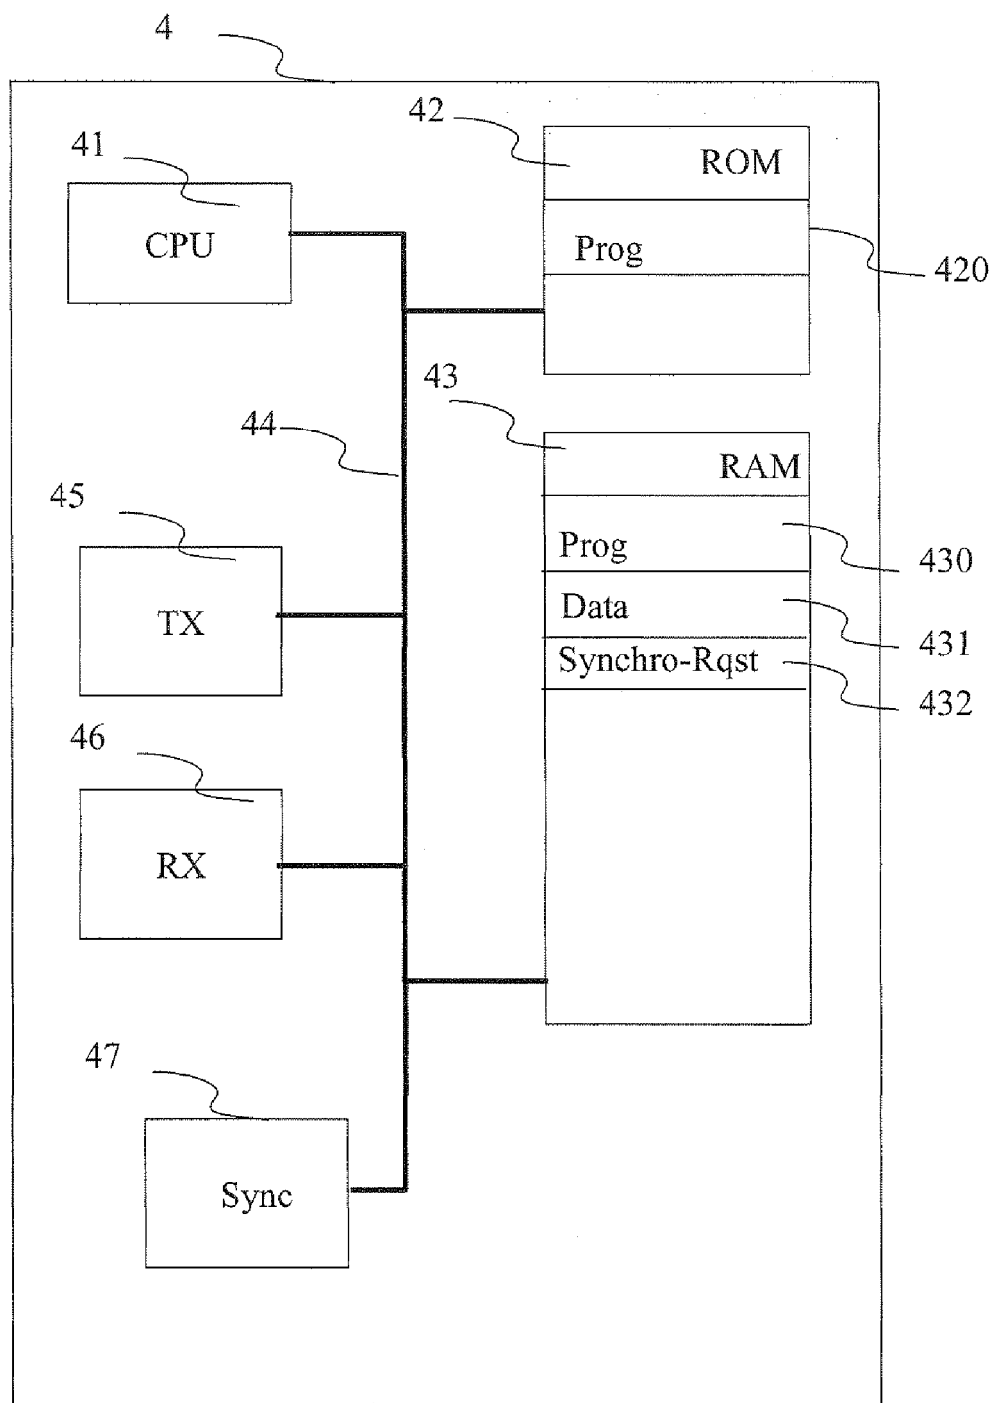 4
42
41
ROM
CPU
Prog
420
43
44
RAM
45
Prog
430
TX
Data
431
Synchro-Rqst
432
46
RX
47
Sync